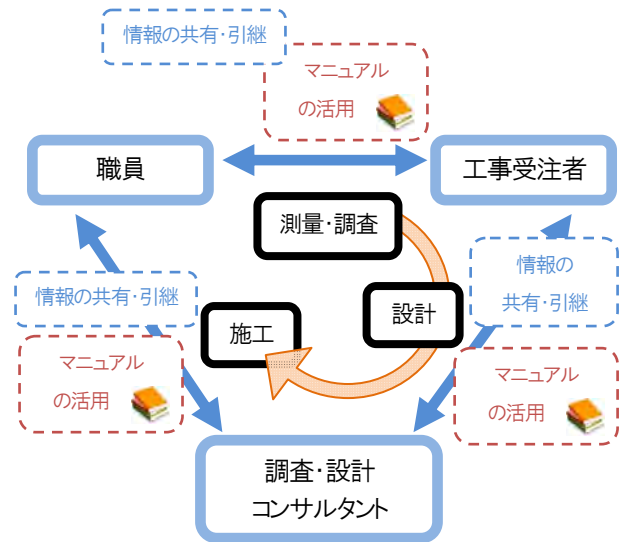 情報の共有・引継
マニュアル
の活用
職員
工事受注者
測量・調査
情報の
共有・引継
情報の共有・引継
設計
施工
マニュアル
の活用
マニュアル
の活用
調査・設計
コンサルタント